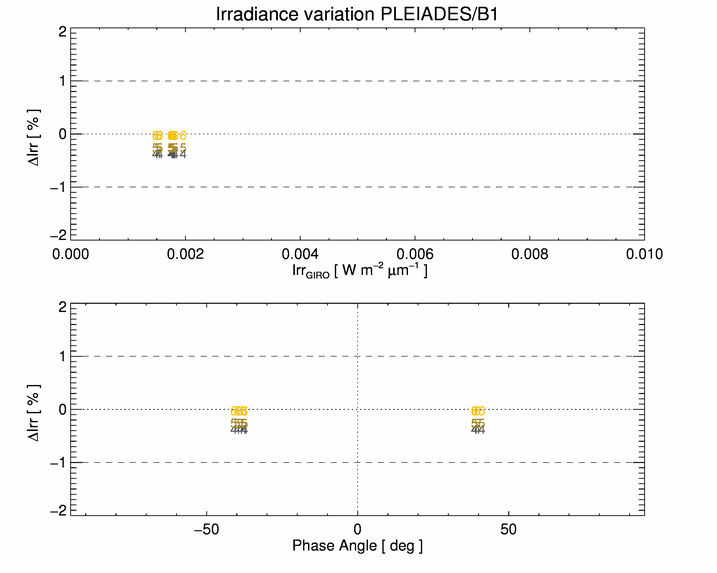 Irradiance variation PLEIADES/B1
2
1
0
−1
−2
ΔIrr [ % ]
0.000 0.002 0.004 0.006 0.008 0.010
Irr_GIRO [ W m⁻² μm⁻¹ ]
2
1
0
−1
−2
ΔIrr [ % ]
−50 0 50
Phase Angle [ deg ]